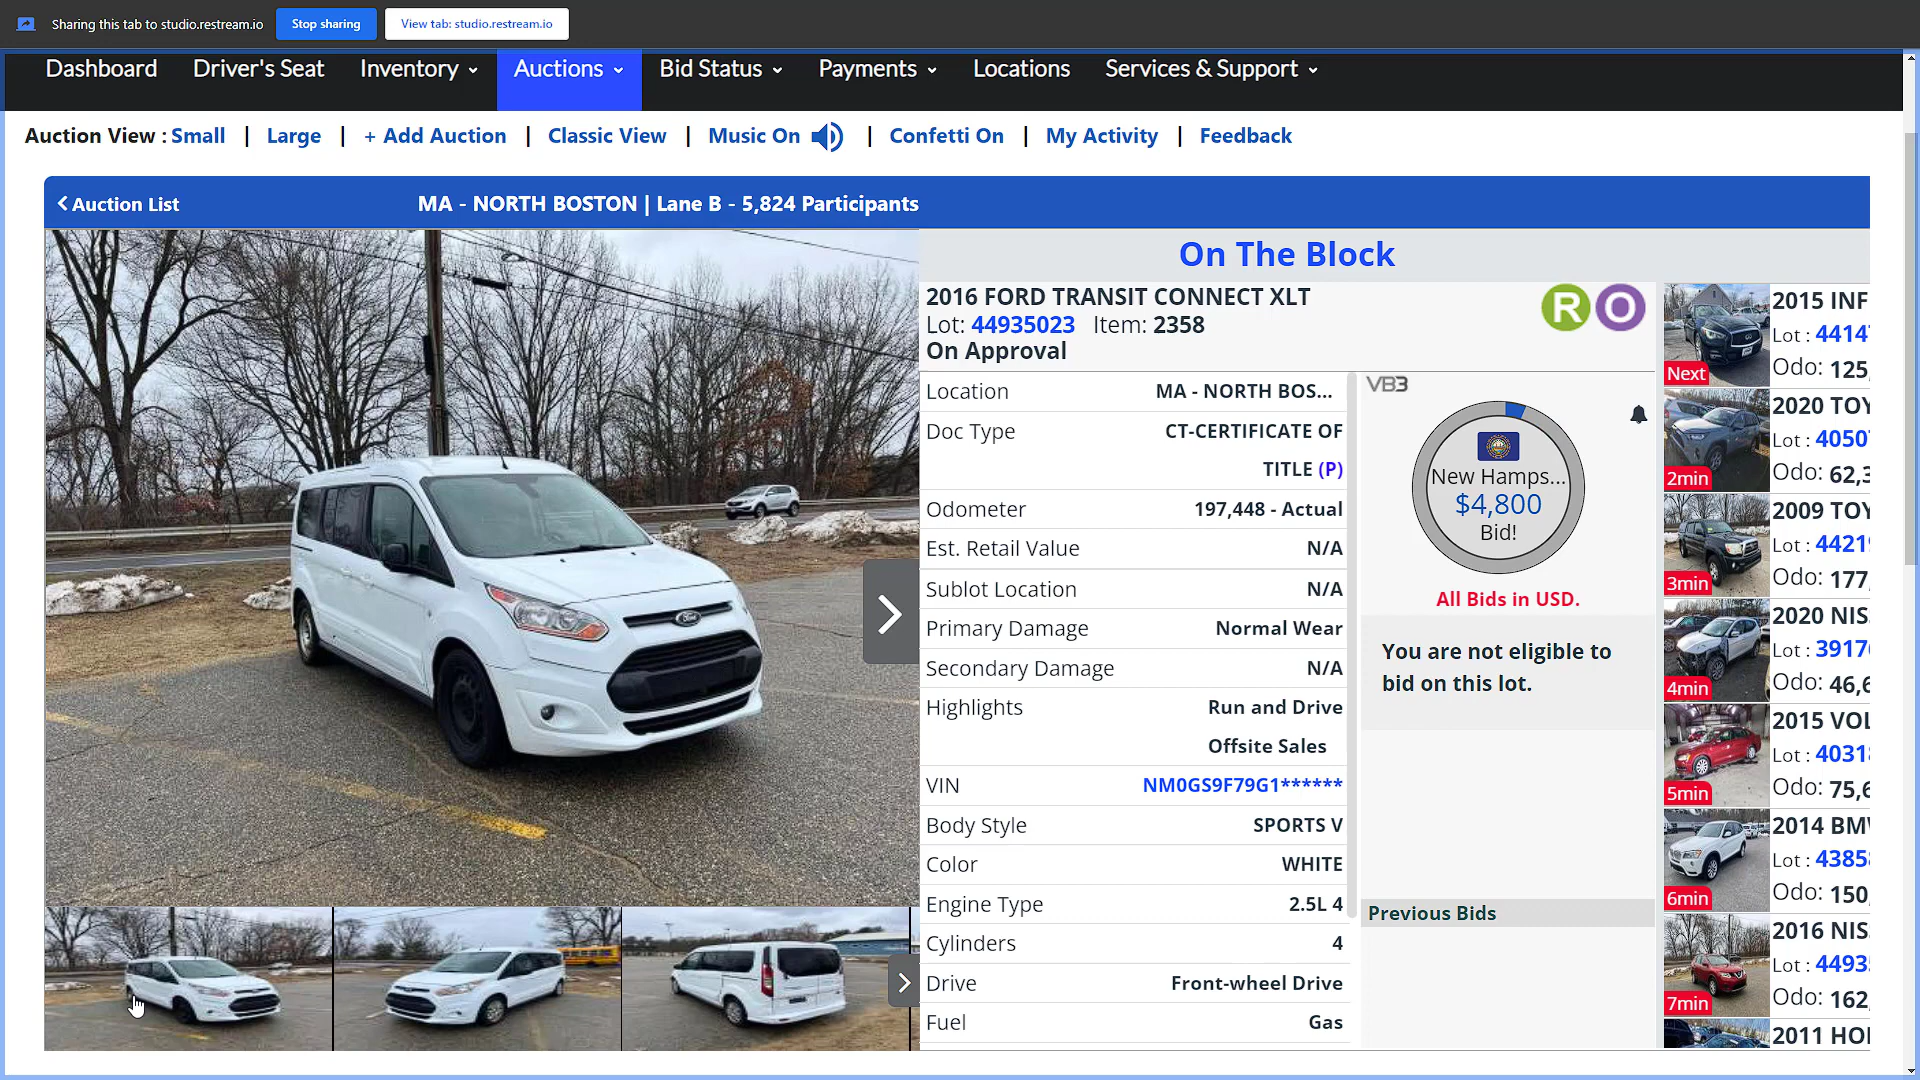 Sharing this tab to studio.restream.io
Stop sharing
View tab: studio.restream.io
Dashboard
Driver's Seat
Inventory
Auctions
Bid Status
Payments
Locations
Services & Support
Auction View : Small | Large | + Add Auction | Classic View | Music On | Confetti On | My Activity | Feedback
Auction List
MA - NORTH BOSTON | Lane B - 5,824 Participants
On The Block
2016 FORD TRANSIT CONNECT XLT
Lot: 44935023 Item: 2358
On Approval
R O
Location MA - NORTH BOS...
Doc Type CT-CERTIFICATE OF
TITLE (P)
Odometer 197,448 - Actual
Est. Retail Value N/A
Sublot Location N/A
Primary Damage Normal Wear
Secondary Damage N/A
Highlights Run and Drive
Offsite Sales
VIN NM0GS9F79G1******
Body Style SPORTS V
Color WHITE
Engine Type 2.5L 4
Cylinders 4
Drive Front-wheel Drive
Fuel Gas
VB3
New Hamps...
$4,800
Bid!
All Bids in USD.
You are not eligible to
bid on this lot.
Previous Bids
2015 INF
Lot : 4414
Odo: 125,
Next
2020 TOY
Lot : 4050
Odo: 62,3
2min
2009 TOY
Lot : 4421
Odo: 177,
3min
2020 NIS
Lot : 3917
Odo: 46,6
4min
2015 VOL
Lot : 4031
Odo: 75,6
5min
2014 BM
Lot : 4385
Odo: 150,
6min
2016 NIS
Lot : 4493
Odo: 162,
7min
2011 HO
Ford